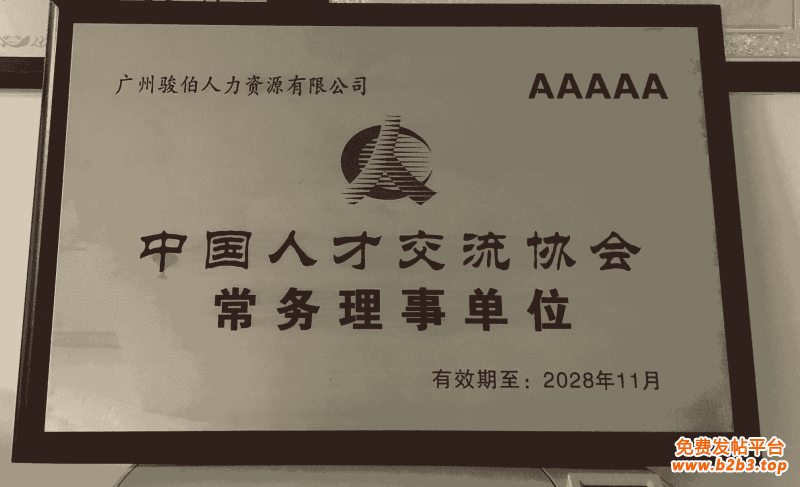 广州骏伯人力资源有限公司
AAAAA
中国人才交流协会
常务理事单位
有效期至：2028年11月
免费发帖平台
www.b2b3.top